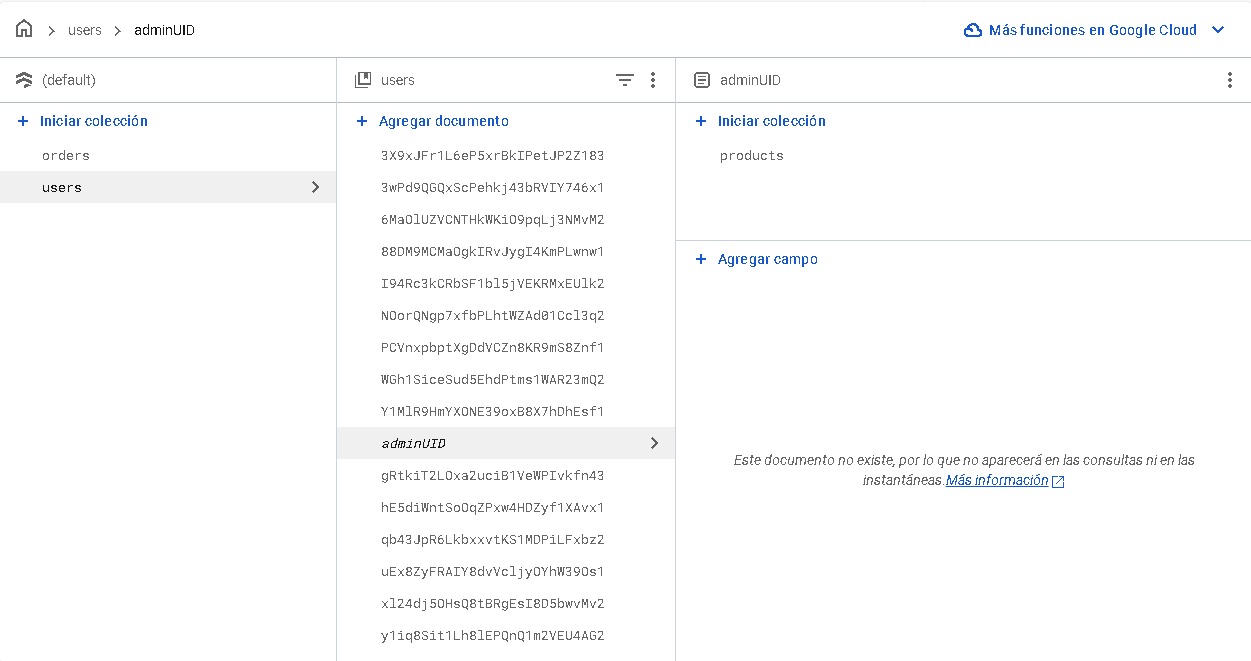 users
adminUID
Más funciones en Google Cloud
(default)
users
adminUID
Iniciar colección
orders
users
Agregar documento
3X9xJFr1L6eP5xrBkIPetJP2Z183
3wPd9QGQxScPehkj43bRVIY746x1
6MaOlUZVCNTHkWKiO9pqLj3NMvM2
88DM9MCMaOgkIRvJygI4KmPLwnw1
I94Rc3kCRbSF1bl5jVEKRMxEUlk2
NOorQNgp7xfbPLhtWZAd01Ccl3q2
PCVnxpbptXgDdVCZn8KR9mS8Znf1
WGh1SiceSud5EhdPtms1WAR23mQ2
Y1MlR9HmYXONE39oxB8X7hDhEsf1
adminUID
gRtkiT2LOxa2uciB1VeWPIvkfn43
hE5diWntSoOqZPxw4HDZyf1XAvx1
qb43JpR6LkbxxvtKS1MDPiLFxbz2
uEx8ZyFRAIY8dvVcljyOYhW39Os1
xl24dj5OHsQ8tBRgEsI8D5bwvMv2
y1iq8Sit1Lh8lEPQnQ1m2VEU4AG2
Iniciar colección
products
Agregar campo
Este documento no existe, por lo que no aparecerá en las consultas ni en las
instantáneas.Más información